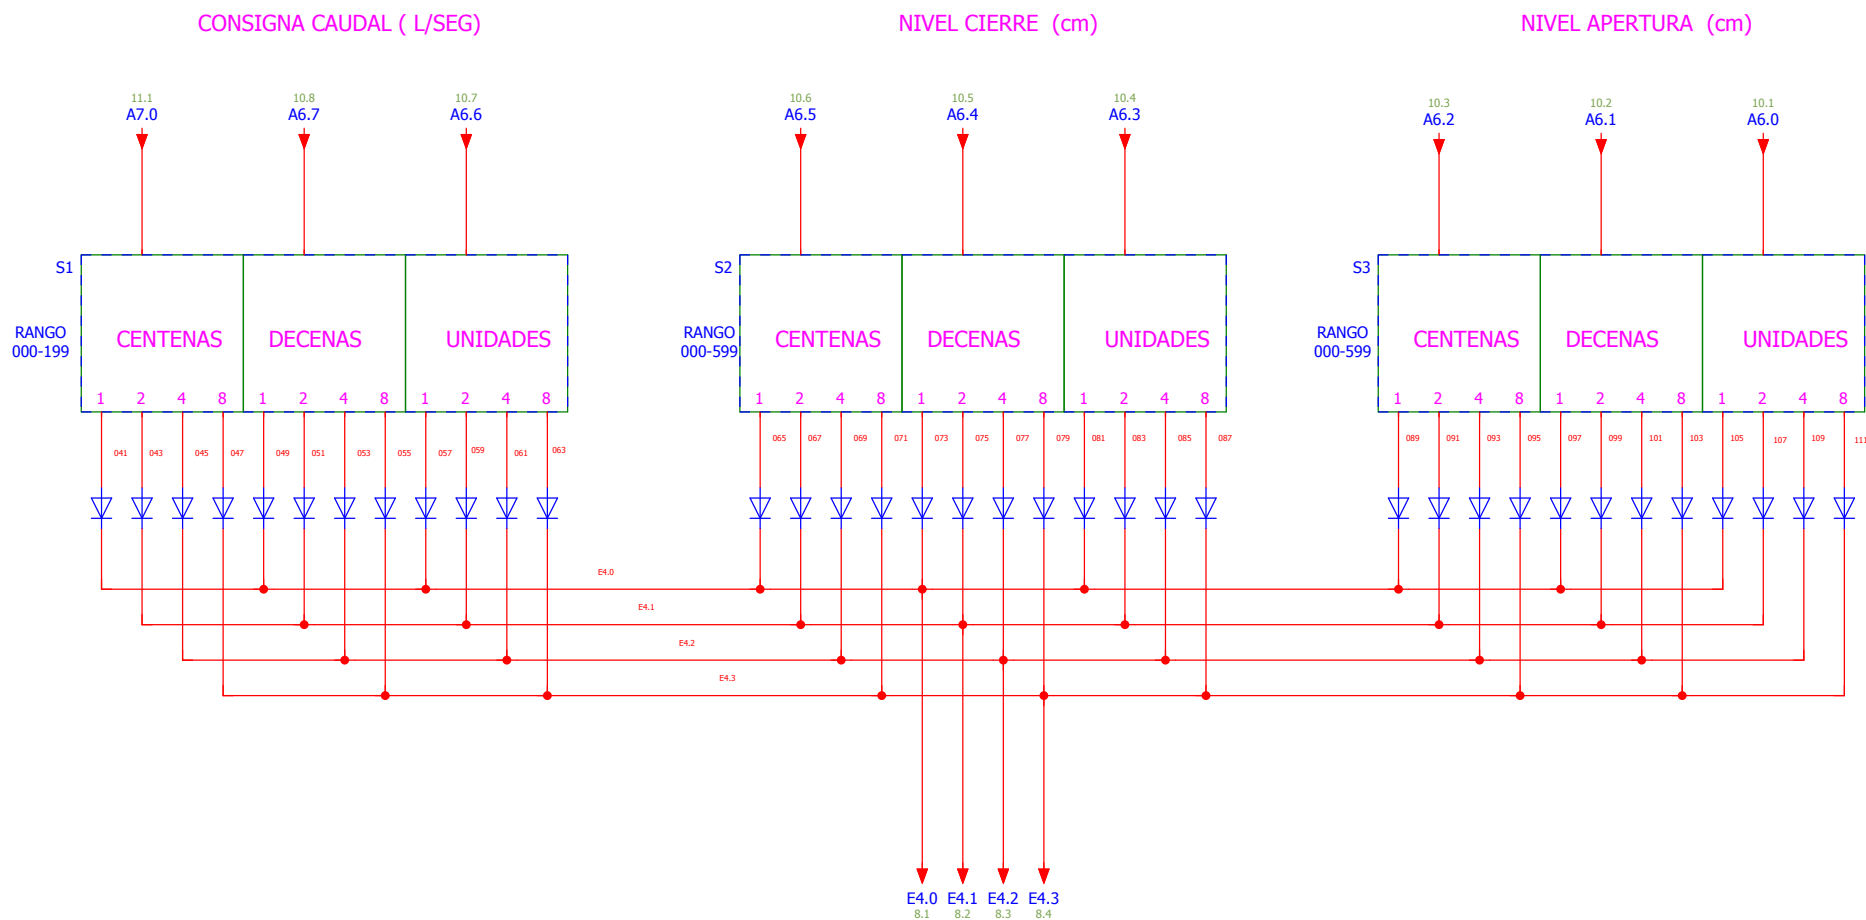 CONSIGNA CAUDAL ( L/SEG) NIVEL CIERRE (cm) NIVEL APERTURA (cm)
11.1 10.8 10.7 10.6 10.5 10.4 10.3 10.2 10.1
A7.0 A6.7 A6.6 A6.5 A6.4 A6.3 A6.2 A6.1 A6.0
S1 S2 S3
RANGO CENTENAS DECENAS UNIDADES RANGO CENTENAS DECENAS UNIDADES RANGO CENTENAS DECENAS UNIDADES
000-199 000-599 000-599
1 2 4 8 1 2 4 8 1 2 4 8 1 2 4 8 1 2 4 8 1 2 4 8 1 2 4 8 1 2 4 8 1 2 4 8
041 043 045 047 049 051 053 055 057 059 061 063 065 067 069 071 073 075 077 079 081 083 085 087 089 091 093 095 097 099 101 103 105 107 109 111
E4.0
E4.1
E4.2
E4.3
E4.0 E4.1 E4.2 E4.3
8.1 8.2 8.3 8.4